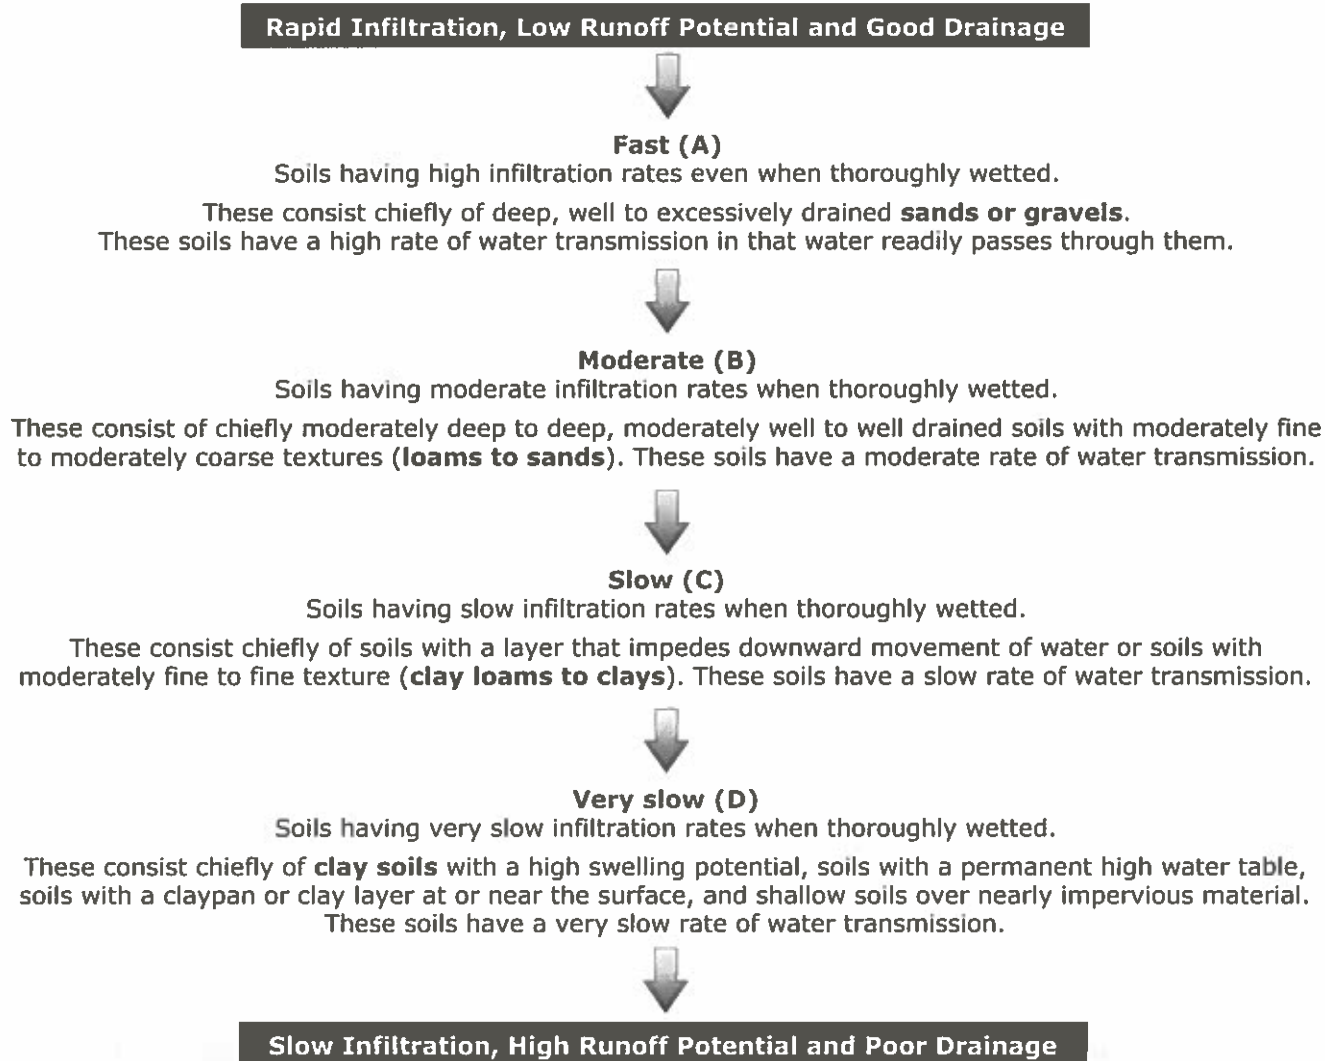 Rapid Infiltration, Low Runoff Potential and Good Drainage
Fast (A)
Soils having high infiltration rates even when thoroughly wetted.
These consist chiefly of deep, well to excessively drained sands or gravels.
These soils have a high rate of water transmission in that water readily passes through them.
Moderate (B)
Soils having moderate infiltration rates when thoroughly wetted.
These consist of chiefly moderately deep to deep, moderately well to well drained soils with moderately fine
to moderately coarse textures (loams to sands). These soils have a moderate rate of water transmission.
Slow (C)
Soils having slow infiltration rates when thoroughly wetted.
These consist chiefly of soils with a layer that impedes downward movement of water or soils with
moderately fine to fine texture (clay loams to clays). These soils have a slow rate of water transmission.
Very slow (D)
Soils having very slow infiltration rates when thoroughly wetted.
These consist chiefly of clay soils with a high swelling potential, soils with a permanent high water table,
soils with a claypan or clay layer at or near the surface, and shallow soils over nearly impervious material.
These soils have a very slow rate of water transmission.
Slow Infiltration, High Runoff Potential and Poor Drainage